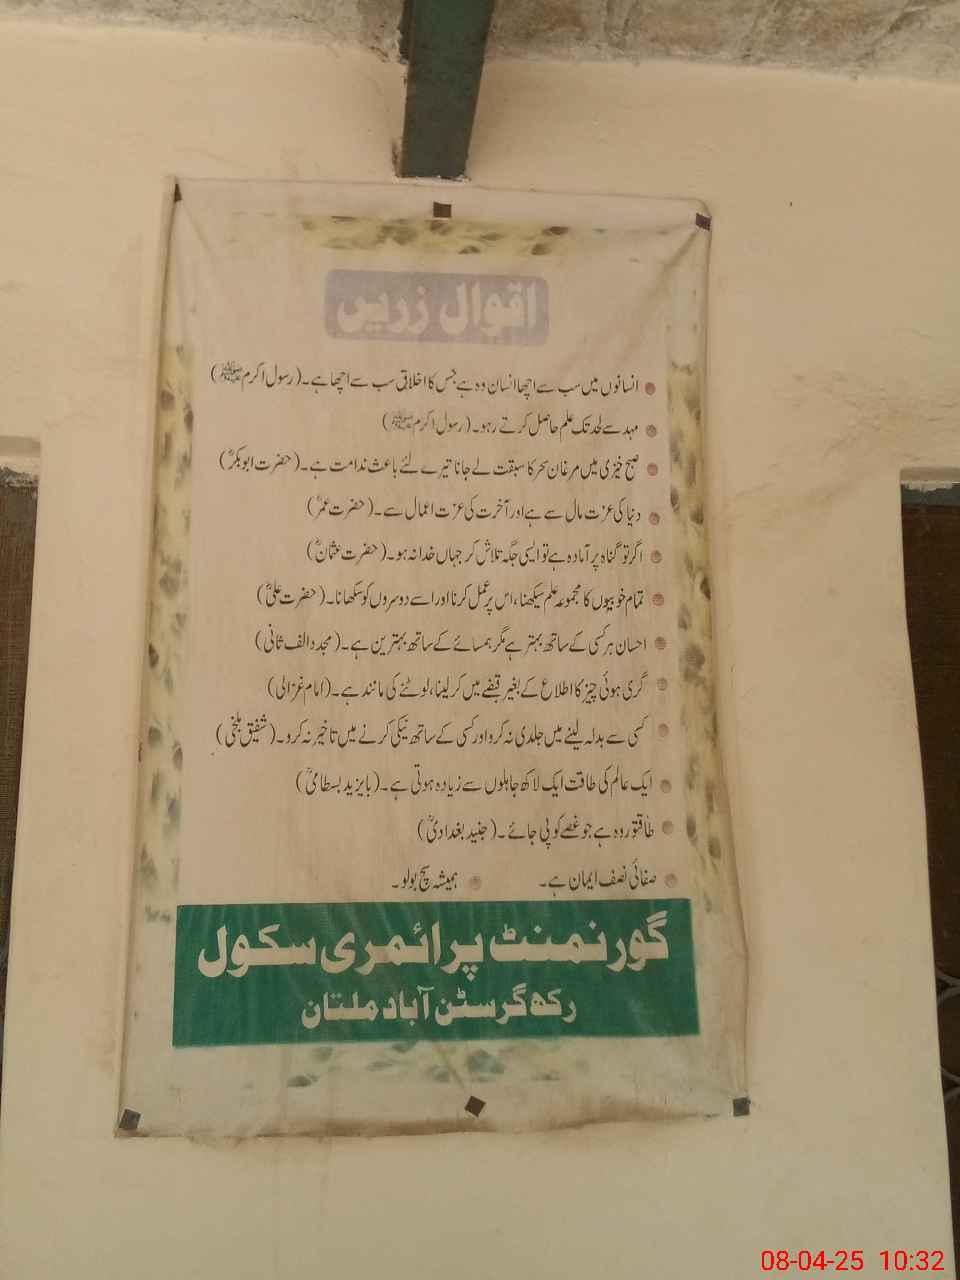 اقوال زریں
انسانوں میں سب سے اچھا انسان وہ ہے جس کا اخلاق سب سے اچھا ہے۔ (رسول اکرم ﷺ)
مہد سے لحد تک علم حاصل کرتے رہو۔ (رسول اکرم ﷺ)
صبح خیزی میں مرغان سحر کا سبقت لے جانا تیرے لئے باعث ندامت ہے۔ (حضرت ابوبکرؓ)
دنیا کی عزت مال سے ہے اور آخرت کی عزت اعمال سے۔ (حضرت عمرؓ)
اگر تو گناہ پر آمادہ ہے تو ایسی جگہ تلاش کر جہاں خدا نہ ہو۔ (حضرت عثمانؓ)
تمام خوبیوں کا مجموعہ علم سیکھنا، اس پر عمل کرنا اور اسے دوسروں کو سکھانا۔ (حضرت علیؓ)
احسان ہر کسی کے ساتھ بہتر ہے مگر ہمسائے کے ساتھ بہترین ہے۔ (مجدد الف ثانی)
گری ہوئی چیز کا اطلاع کے بغیر قبضے میں کر لینا، لوٹنے کی مانند ہے۔ (امام غزالی)
کسی سے بدلہ لینے میں جلدی نہ کرو اور کسی کے ساتھ نیکی کرنے میں تاخیر نہ کرو۔ (شفیق بلخی)
ایک عالم کی طاقت ایک لاکھ جاہلوں سے زیادہ ہوتی ہے۔ (بایزید بسطامیؒ)
طاقتور وہ ہے جو غصے کو پی جائے۔ (جنید بغدادیؒ)
صفائی نصف ایمان ہے۔ ہمیشہ سچ بولو۔
گورنمنٹ پرائمری سکول
رکھ گرسٹن آباد ملتان
08-04-25 10:32